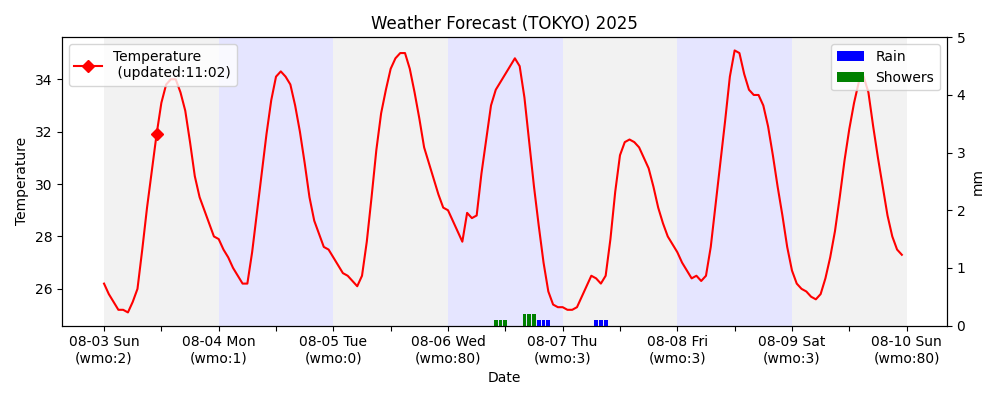 Weather Forecast (TOKYO) 2025
Temperature
(updated:11:02)
Rain
Showers
Temperature
34
32
30
28
26
5
4
3
2
1
0
mm
08-03 Sun
(wmo:2)
08-04 Mon
(wmo:1)
08-05 Tue
(wmo:0)
08-06 Wed
(wmo:80)
08-07 Thu
(wmo:3)
08-08 Fri
(wmo:3)
08-09 Sat
(wmo:3)
08-10 Sun
(wmo:80)
Date